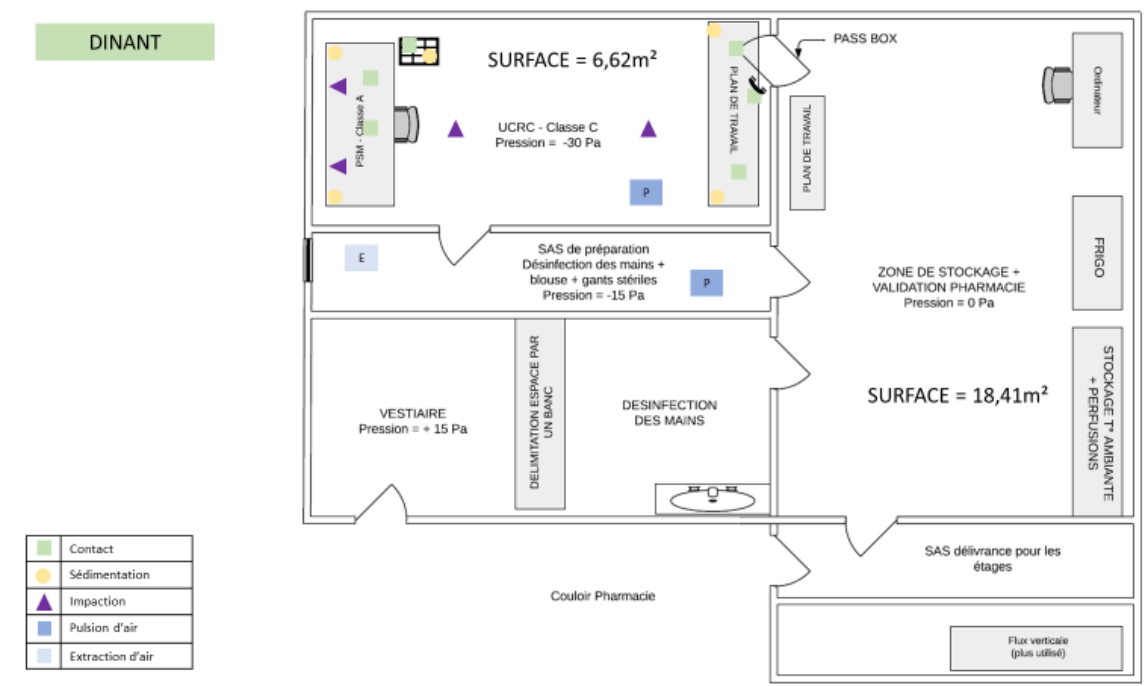 DINANT
SURFACE = 6,62m²
PASS BOX
PSM - Classe A
UCRC - Classe C
Pression = -30 Pa
PLAN DE TRAVAIL
PLAN DE TRAVAIL
Ordinateur
P
E
SAS de préparation
Désinfection des mains +
blouse + gants stériles
Pression = -15 Pa
P
ZONE DE STOCKAGE +
VALIDATION PHARMACIE
Pression = 0 Pa
FRIGO
SURFACE = 18,41m²
STOCKAGE T° AMBIANTE
+ PERFUSIONS
VESTIAIRE
Pression = + 15 Pa
DELIMITATION ESPACE PAR
UN BANC
DESINFECTION
DES MAINS
Contact
Sédimentation
Impaction
Pulsion d'air
Extraction d'air
Couloir Pharmacie
SAS délivrance pour les
étages
Flux verticale
(plus utilisé)